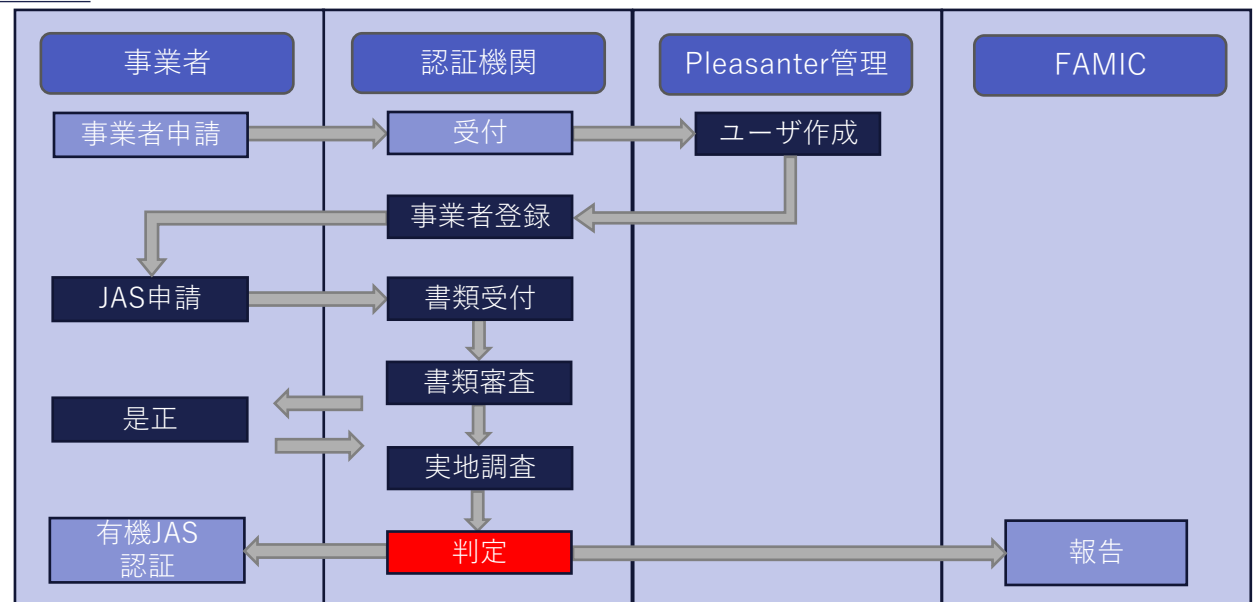 事業者
認証機関
Pleasanter管理
FAMIC
事業者申請
受付
ユーザ作成
事業者登録
JAS申請
書類受付
書類審査
是正
実地調査
有機JAS
認証
判定
報告